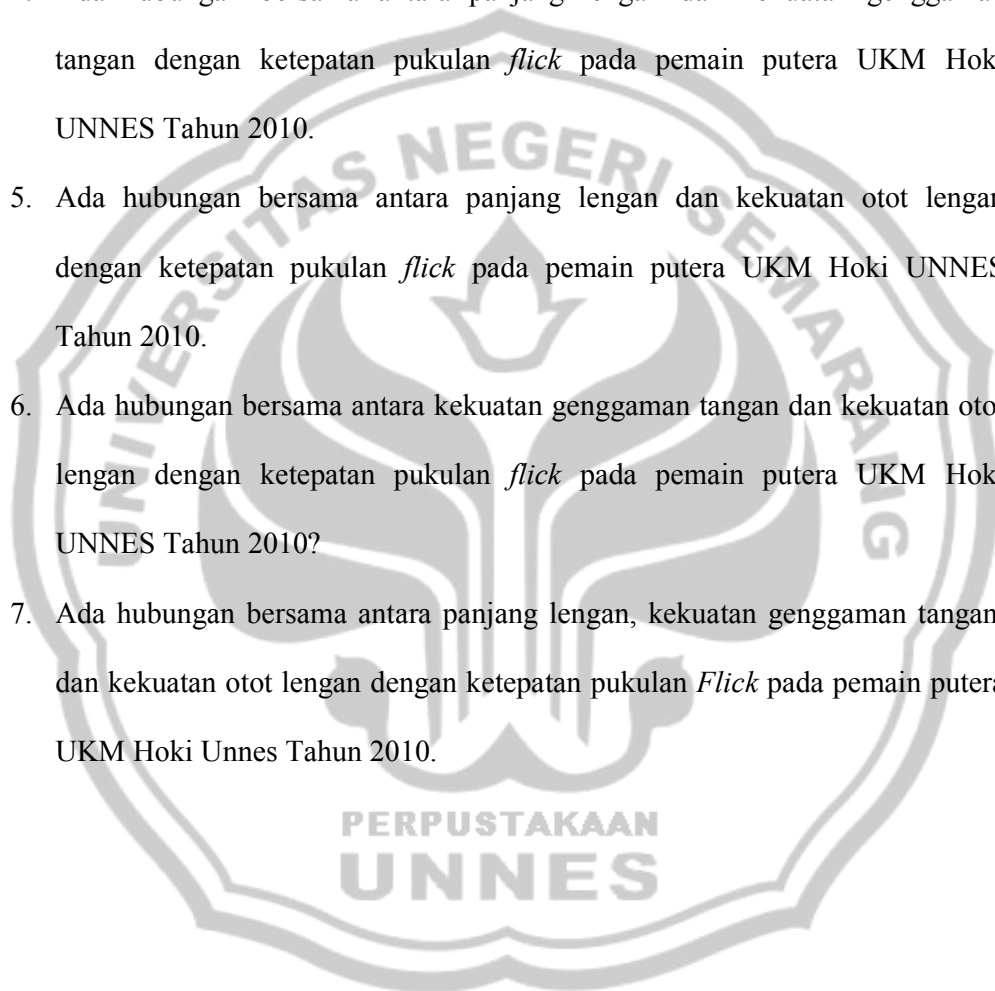 tangan dengan ketepatan pukulan flick pada pemain putera UKM Hoki
UNNES Tahun 2010.
5. Ada hubungan bersama antara panjang lengan dan kekuatan otot lengan
dengan ketepatan pukulan flick pada pemain putera UKM Hoki UNNES
Tahun 2010.
6. Ada hubungan bersama antara kekuatan genggaman tangan dan kekuatan otot
lengan dengan ketepatan pukulan flick pada pemain putera UKM Hoki
UNNES Tahun 2010?
7. Ada hubungan bersama antara panjang lengan, kekuatan genggaman tangan,
dan kekuatan otot lengan dengan ketepatan pukulan Flick pada pemain putera
UKM Hoki Unnes Tahun 2010.
UNIVERSITAS NEGERI SEMARANG
PERPUSTAKAAN
UNNES